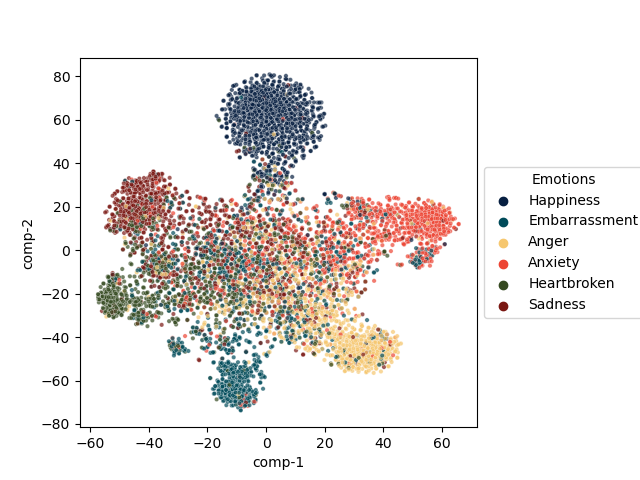 80
60
40
20
0
−20
−40
−60
−80
comp-2
−60 −40 −20 0 20 40 60
comp-1
Emotions
Happiness
Embarrassment
Anger
Anxiety
Heartbroken
Sadness